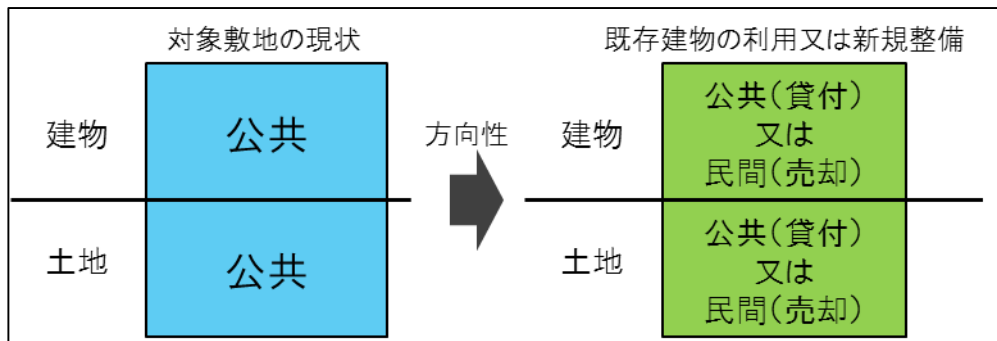 対象敷地の現状
建物
公共
土地
公共
方向性
既存建物の利用又は新規整備
建物
公共(貸付)
又は
民間(売却)
土地
公共(貸付)
又は
民間(売却)